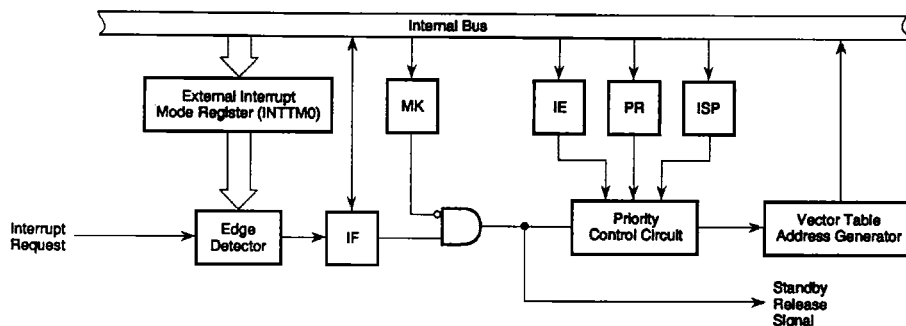 Internal Bus
External Interrupt
Mode Register (INTTM0)
MK
IE
PR
ISP
Interrupt
Request
Edge
Detector
IF
Priority
Control Circuit
Vector Table
Address Generator
Standby
Release
Signal